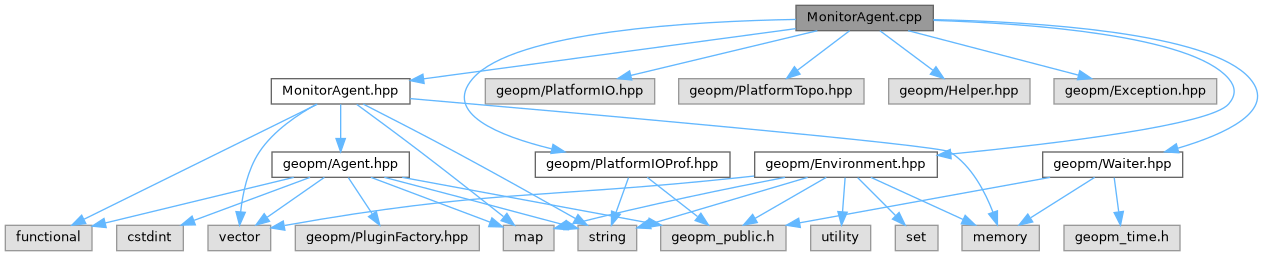 MonitorAgent.cpp
MonitorAgent.hpp
geopm/PlatformIO.hpp
geopm/PlatformTopo.hpp
geopm/Helper.hpp
geopm/Exception.hpp
geopm/Agent.hpp
geopm/PlatformIOProf.hpp
geopm/Environment.hpp
geopm/Waiter.hpp
functional
cstdint
vector
geopm/PluginFactory.hpp
map
string
geopm_public.h
utility
set
memory
geopm_time.h